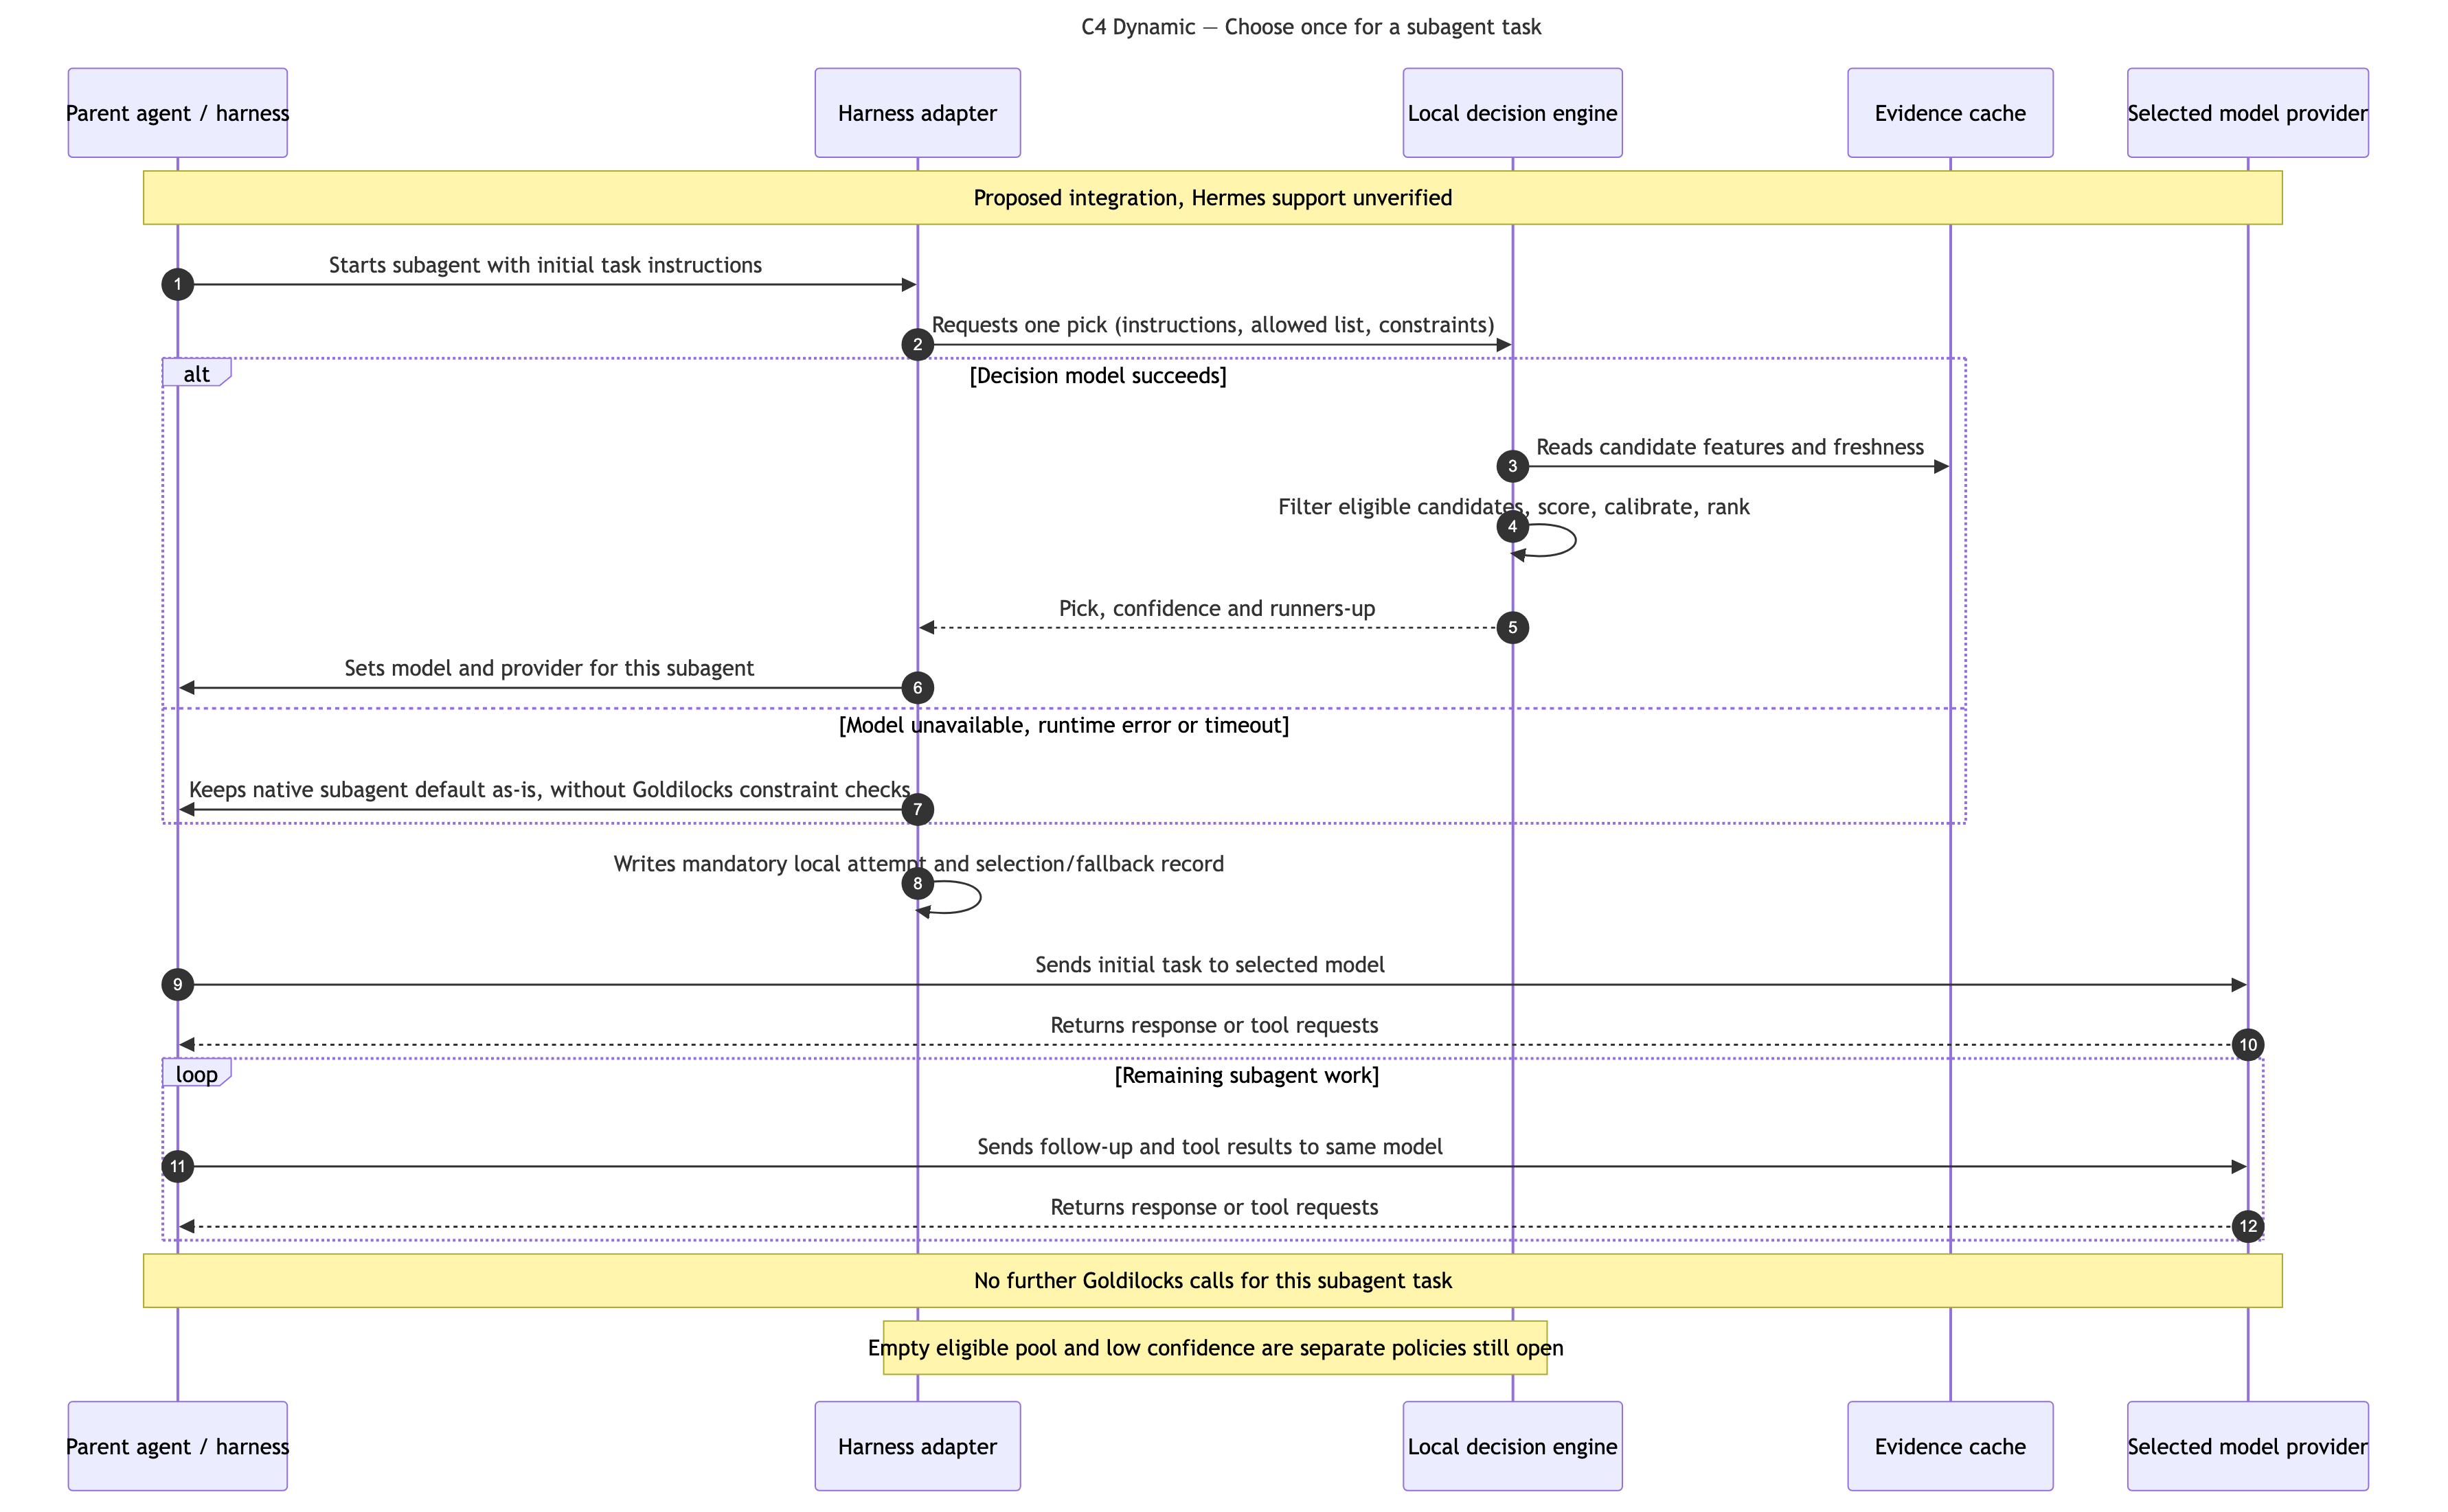 C4 Dynamic — Choose once for a subagent task
Parent agent / harness
Harness adapter
Local decision engine
Evidence cache
Selected model provider
Proposed integration, Hermes support unverified
Starts subagent with initial task instructions
1
Requests one pick (instructions, allowed list, constraints)
2
alt
[Decision model succeeds]
Reads candidate features and freshness
3
Filter eligible candidates, score, calibrate, rank
4
Pick, confidence and runners-up
5
Sets model and provider for this subagent
6
[Model unavailable, runtime error or timeout]
Keeps native subagent default as-is, without Goldilocks constraint checks
7
Writes mandatory local attempt and selection/fallback record
8
Sends initial task to selected model
9
Returns response or tool requests
10
loop
[Remaining subagent work]
Sends follow-up and tool results to same model
11
Returns response or tool requests
12
No further Goldilocks calls for this subagent task
Empty eligible pool and low confidence are separate policies still open
Parent agent / harness
Harness adapter
Local decision engine
Evidence cache
Selected model provider